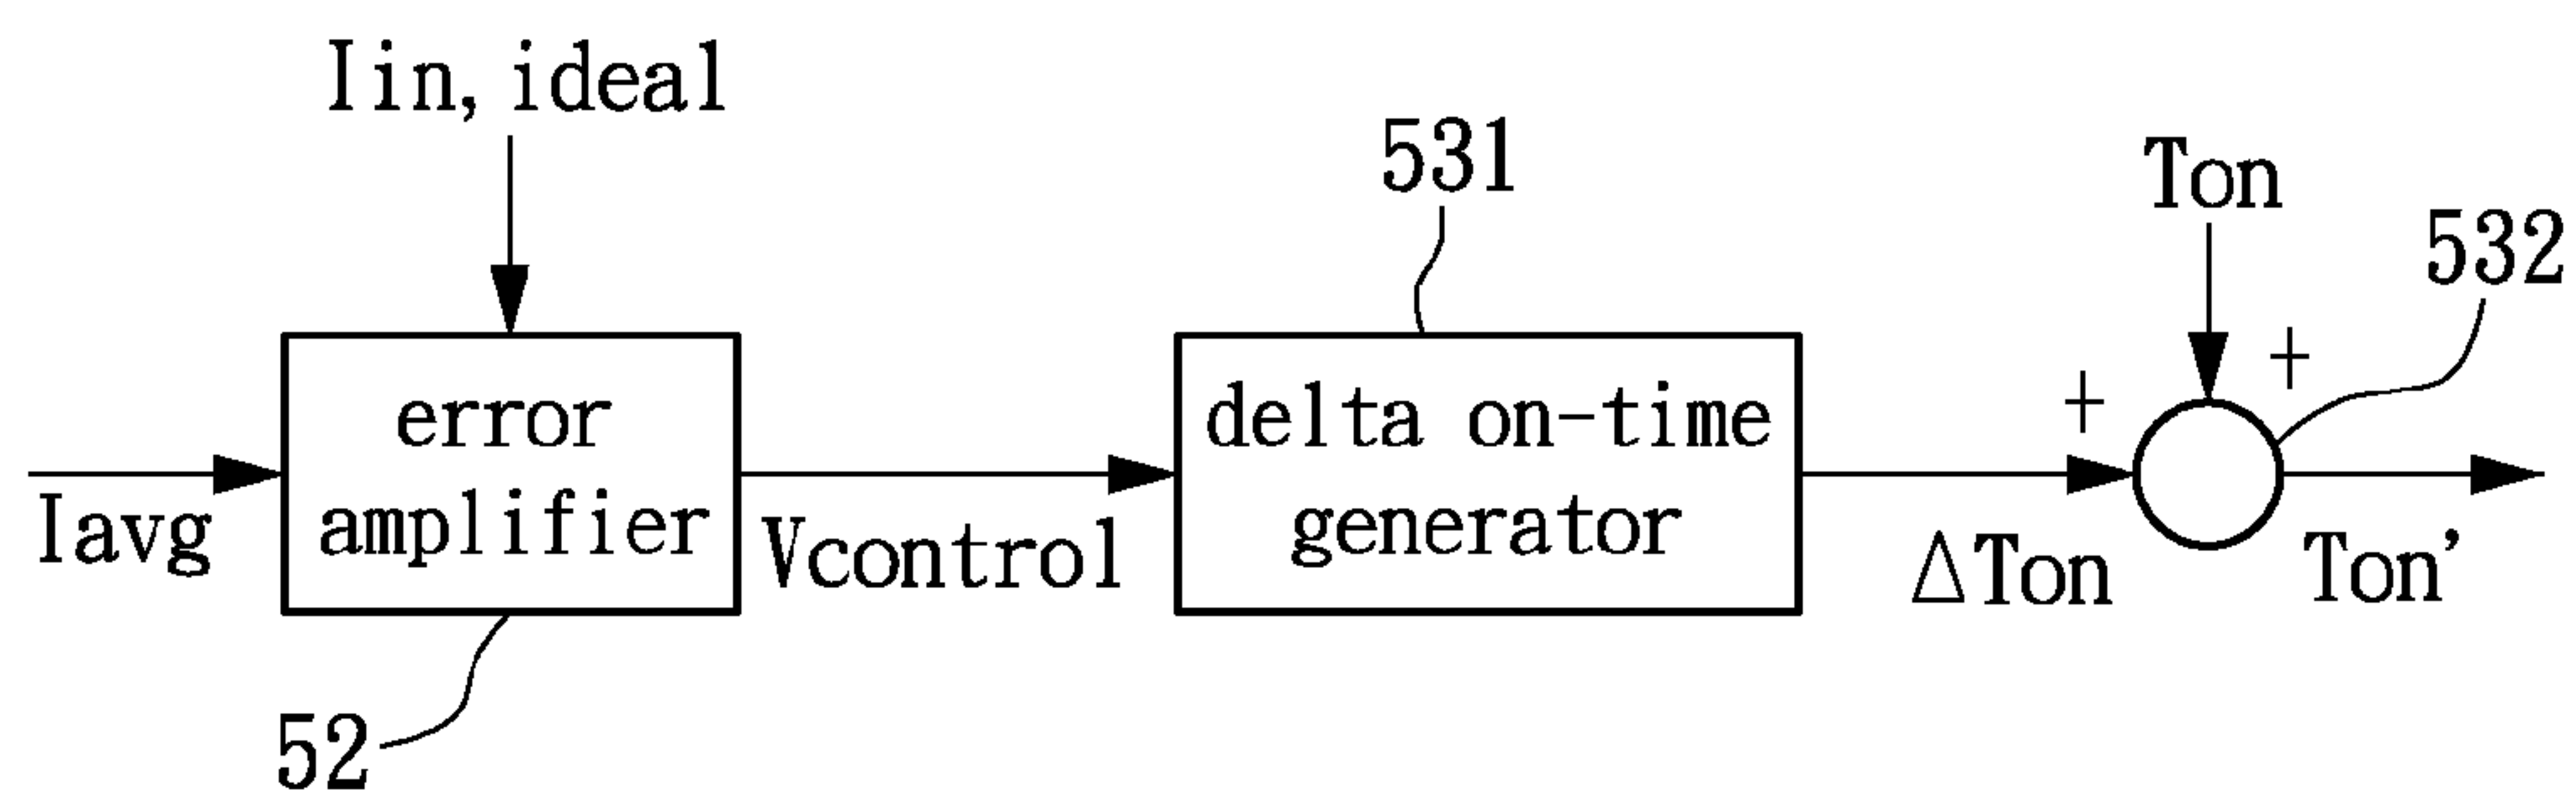 Iin, ideal
531
Ton
532
+
+
error
amplifier
delta on-time
generator
Iavg
Vcontrol
ΔTon
Ton’
52